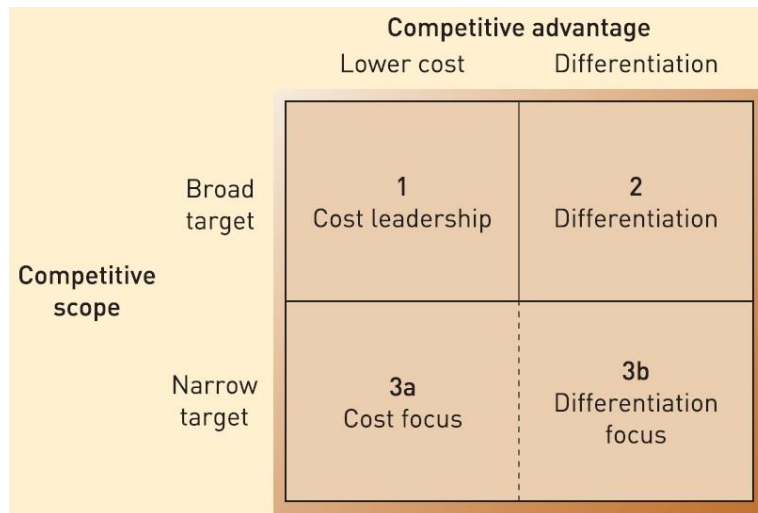 Competitive advantage
Lower cost Differentiation
Broad
target
1
Cost leadership
2
Differentiation
Competitive
scope
Narrow
target
3a
Cost focus
3b
Differentiation
focus